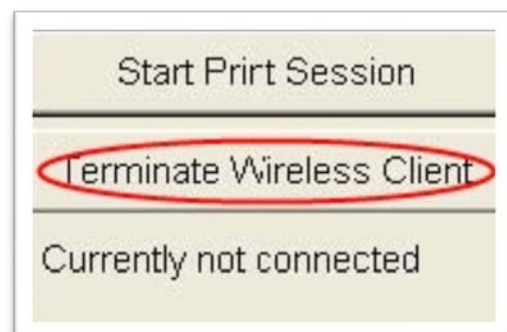 Start Print Session
Terminate Wireless Client
Currently not connected